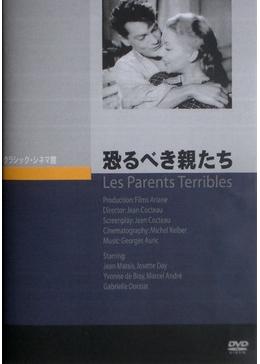 クラシック・シネマ館
恐るべき親たち
Les Parents Terribles
Production: Films Ariane
Director: Jean Cocteau
Screenplay: Jean Cocteau
Cinematography: Michel Kelber
Music: Georges Auric
Starring:
Jean Marais, Josette Day
Yvonne de Bray, Marcel André
Gabrielle Dorziat
DVD
VIDEO